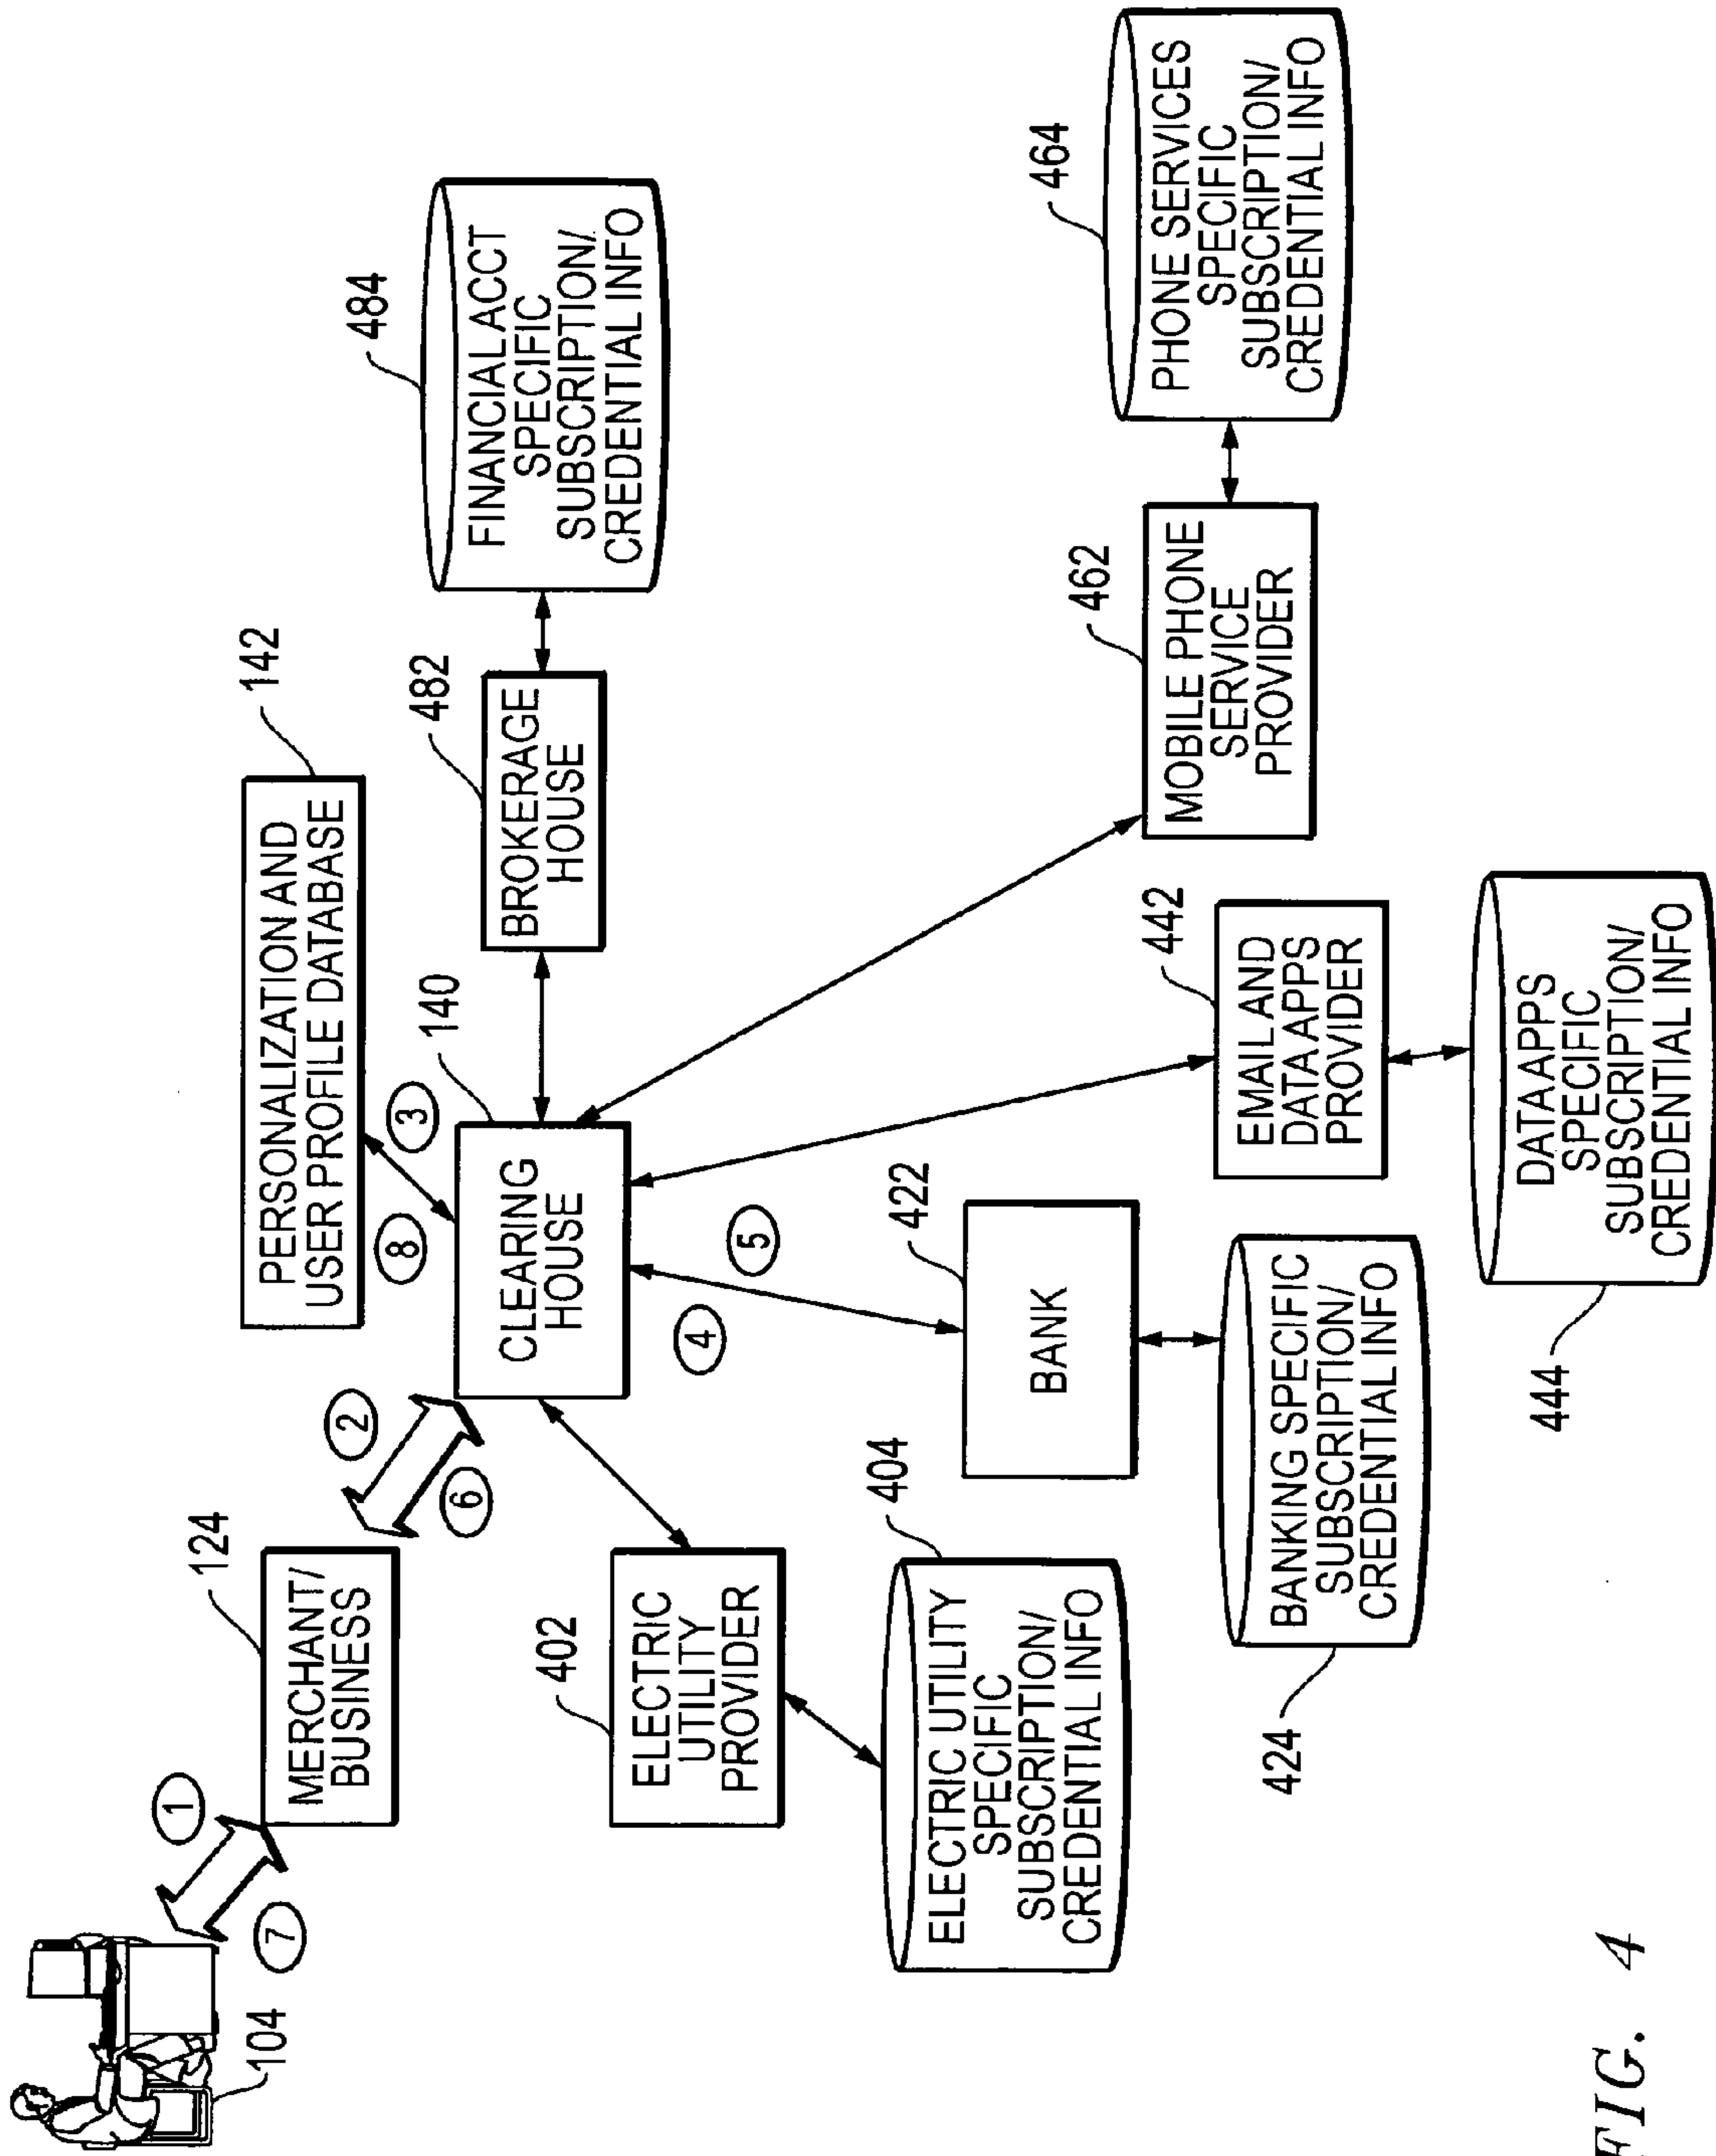 104
1
7
MERCHANT/
BUSINESS
124
2
6
PERSONALIZATION AND
USER PROFILE DATABASE
142
3
8
CLEARING
HOUSE
140
BROKERAGE
HOUSE
482
FINANCIAL ACCT
SPECIFIC
SUBSCRIPTION/
CREDENTIAL INFO
484
ELECTRIC
UTILITY
PROVIDER
402
ELECTRIC UTILITY
SPECIFIC
SUBSCRIPTION/
CREDENTIAL INFO
404
4
5
BANK
422
BANKING SPECIFIC
SUBSCRIPTION/
CREDENTIAL INFO
424
EMAIL AND
DATA APPS
PROVIDER
442
DATA APPS
SPECIFIC
SUBSCRIPTION/
CREDENTIAL INFO
444
MOBILE PHONE
SERVICE
PROVIDER
462
PHONE SERVICES
SPECIFIC
SUBSCRIPTION/
CREDENTIAL INFO
464
FIG. 4